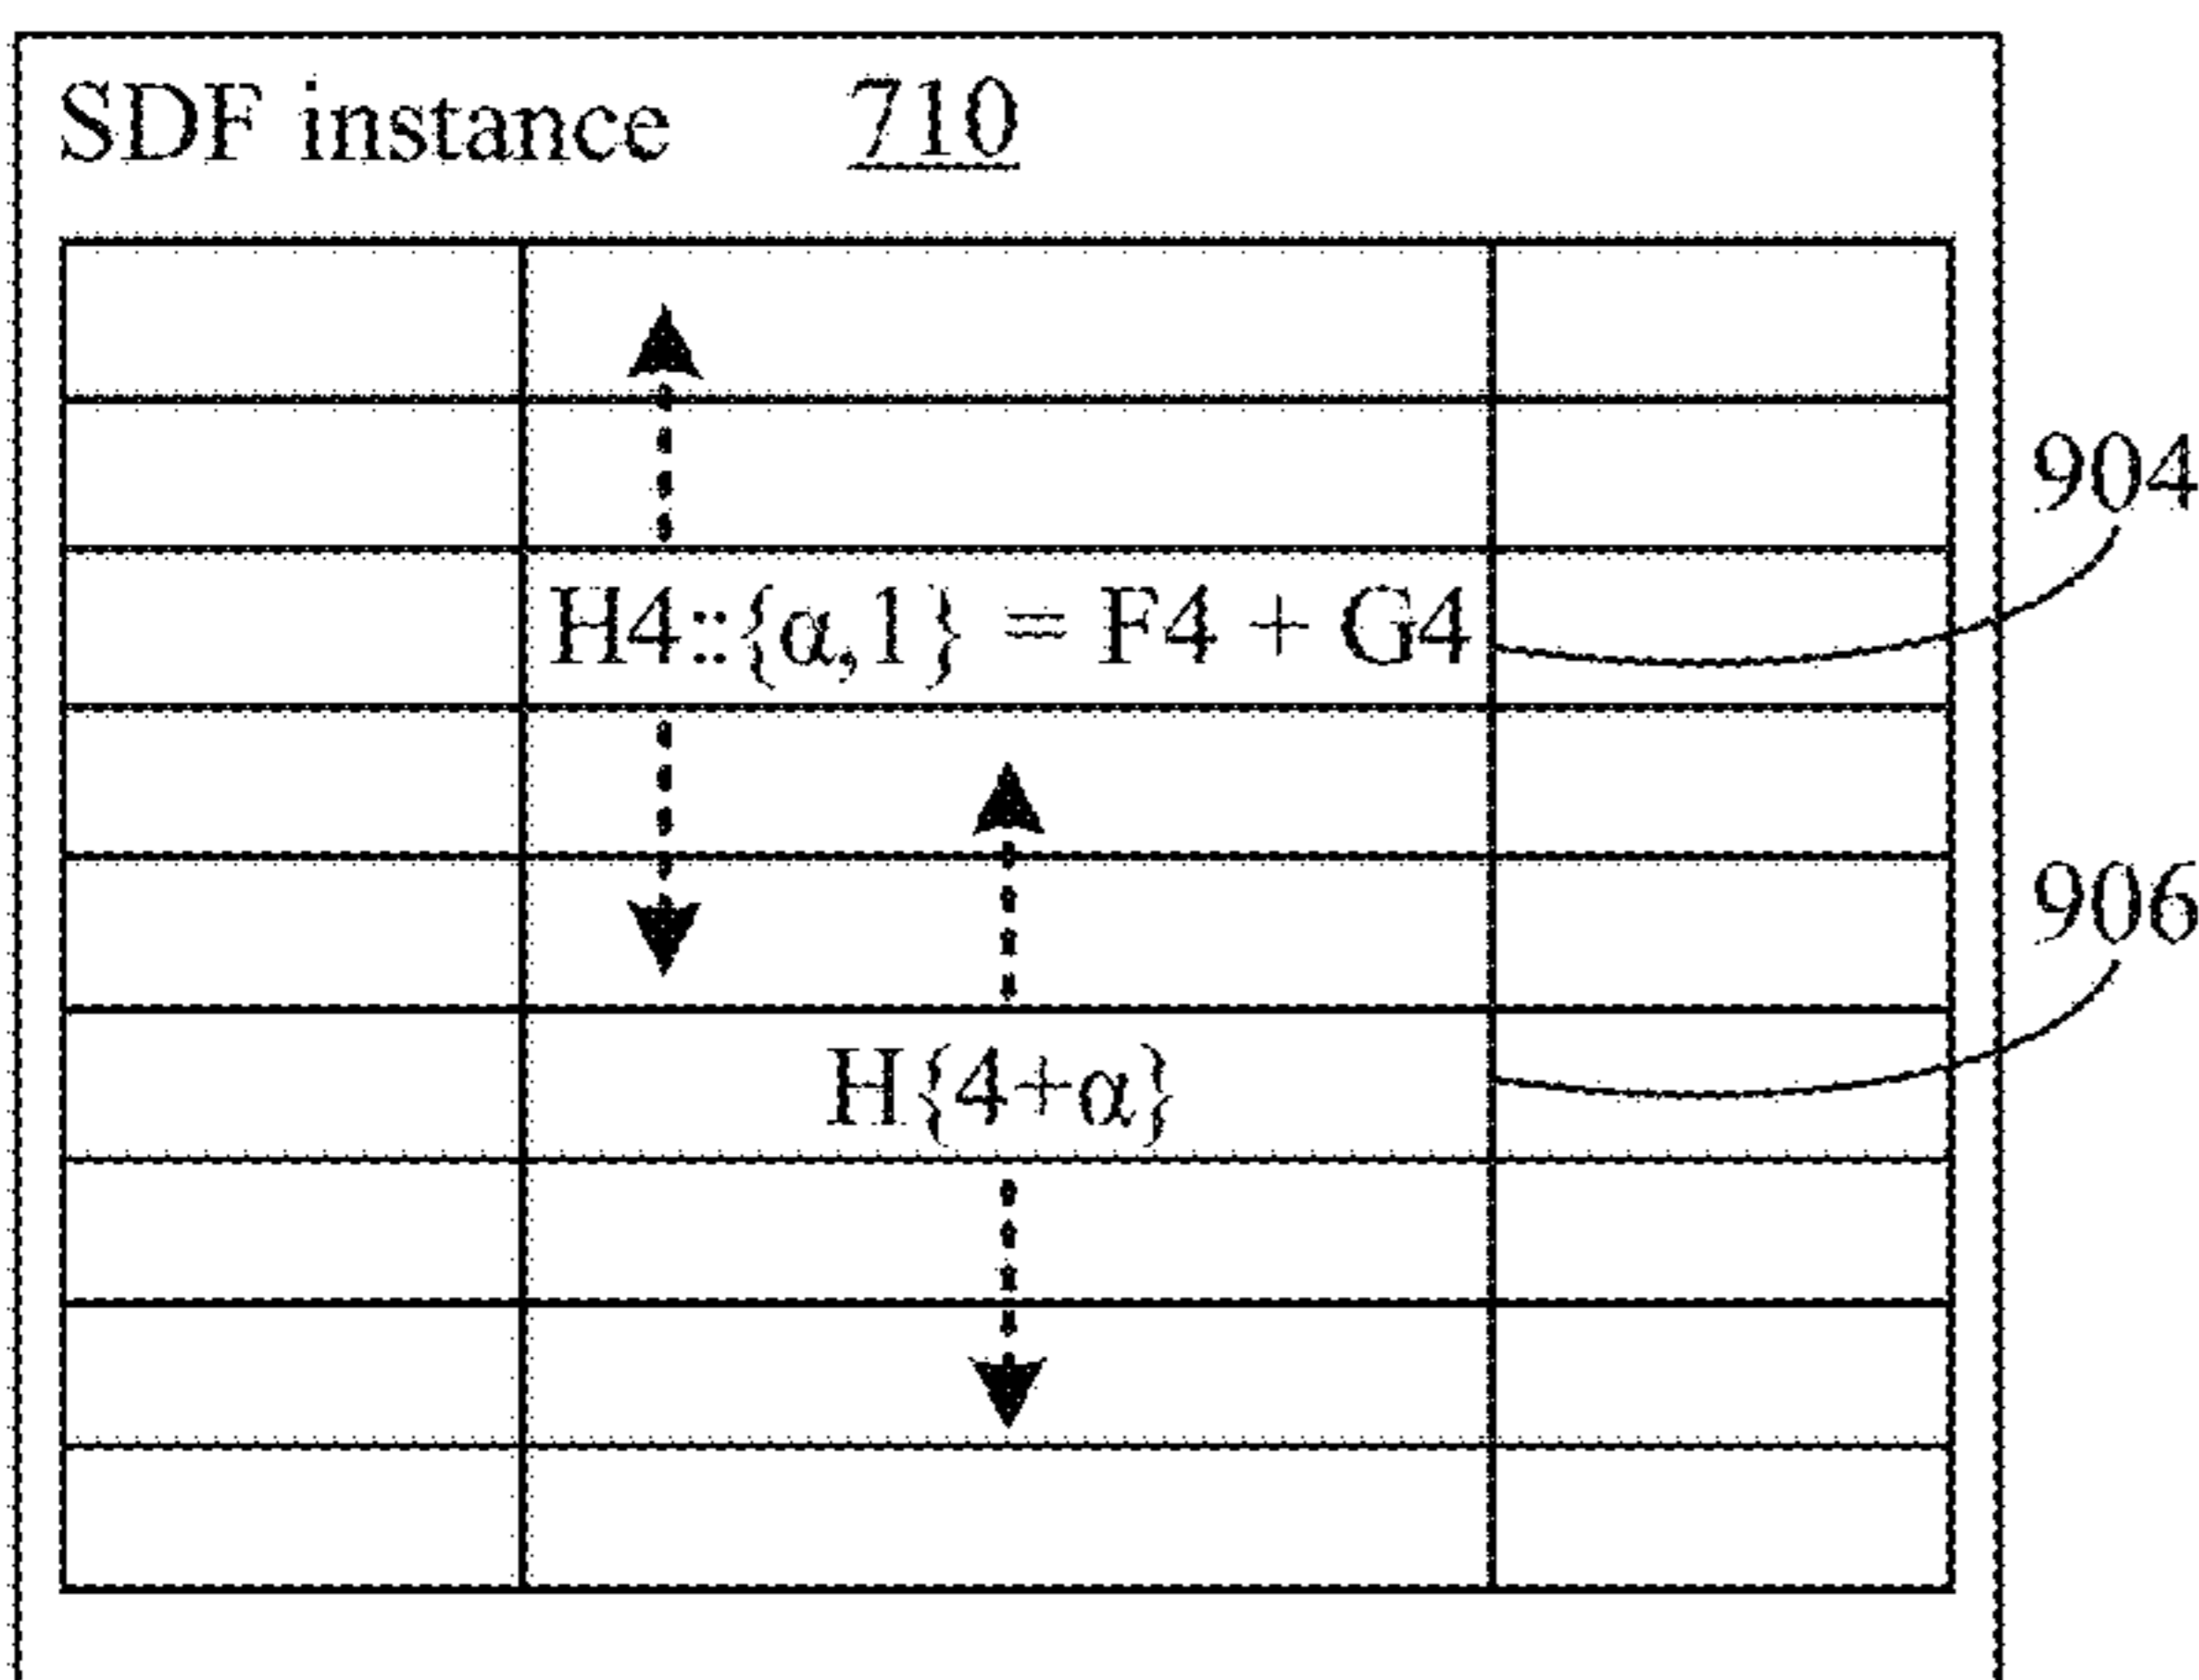 SDF instance 710
904
H4::{α,1} = F4 + G4
906
H{4+α}